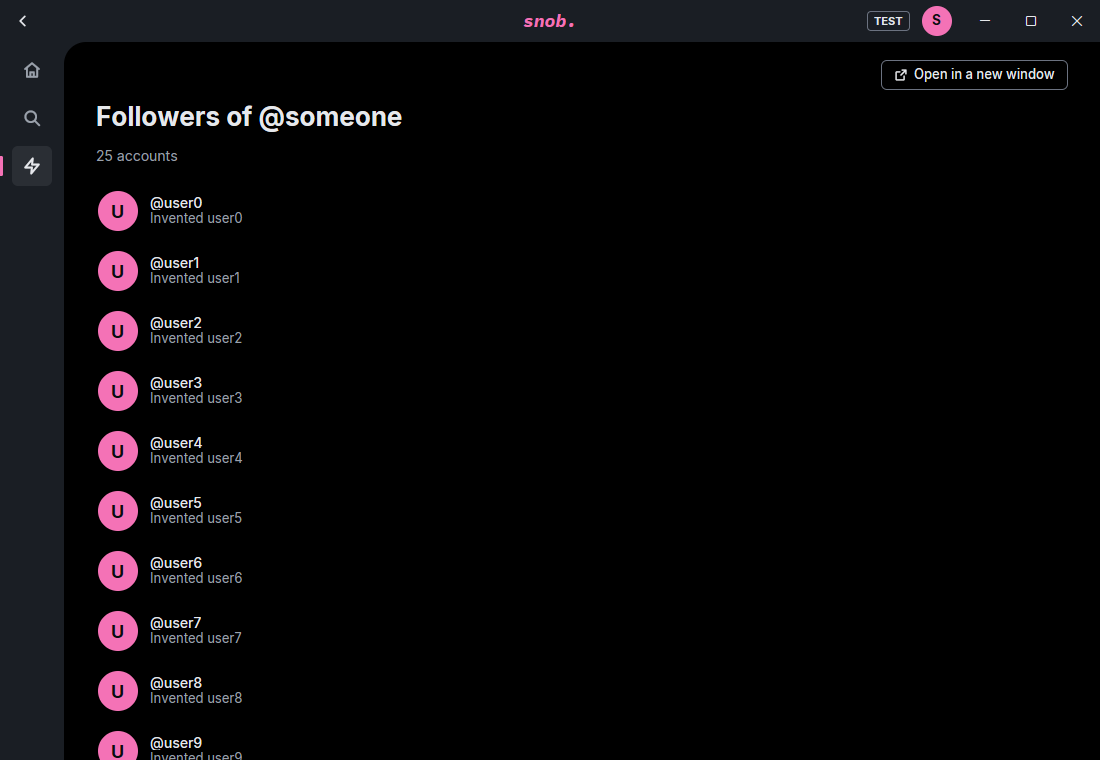 snob.
TEST
S
Open in a new window
Followers of @someone
25 accounts
U
@user0
Invented user0
U
@user1
Invented user1
U
@user2
Invented user2
U
@user3
Invented user3
U
@user4
Invented user4
U
@user5
Invented user5
U
@user6
Invented user6
U
@user7
Invented user7
U
@user8
Invented user8
U
@user9
Invented user9